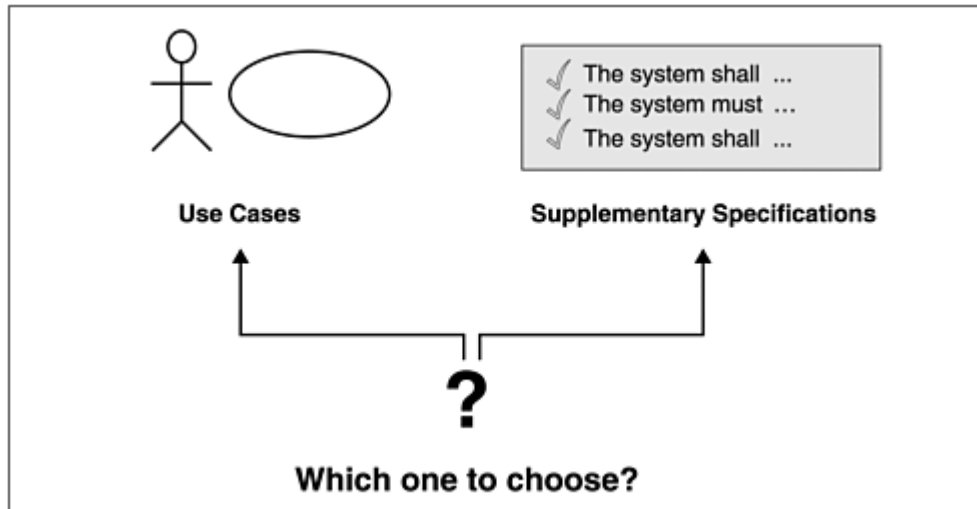 The system shall ...
The system must ...
The system shall ...
Use Cases
Supplementary Specifications
?
Which one to choose?